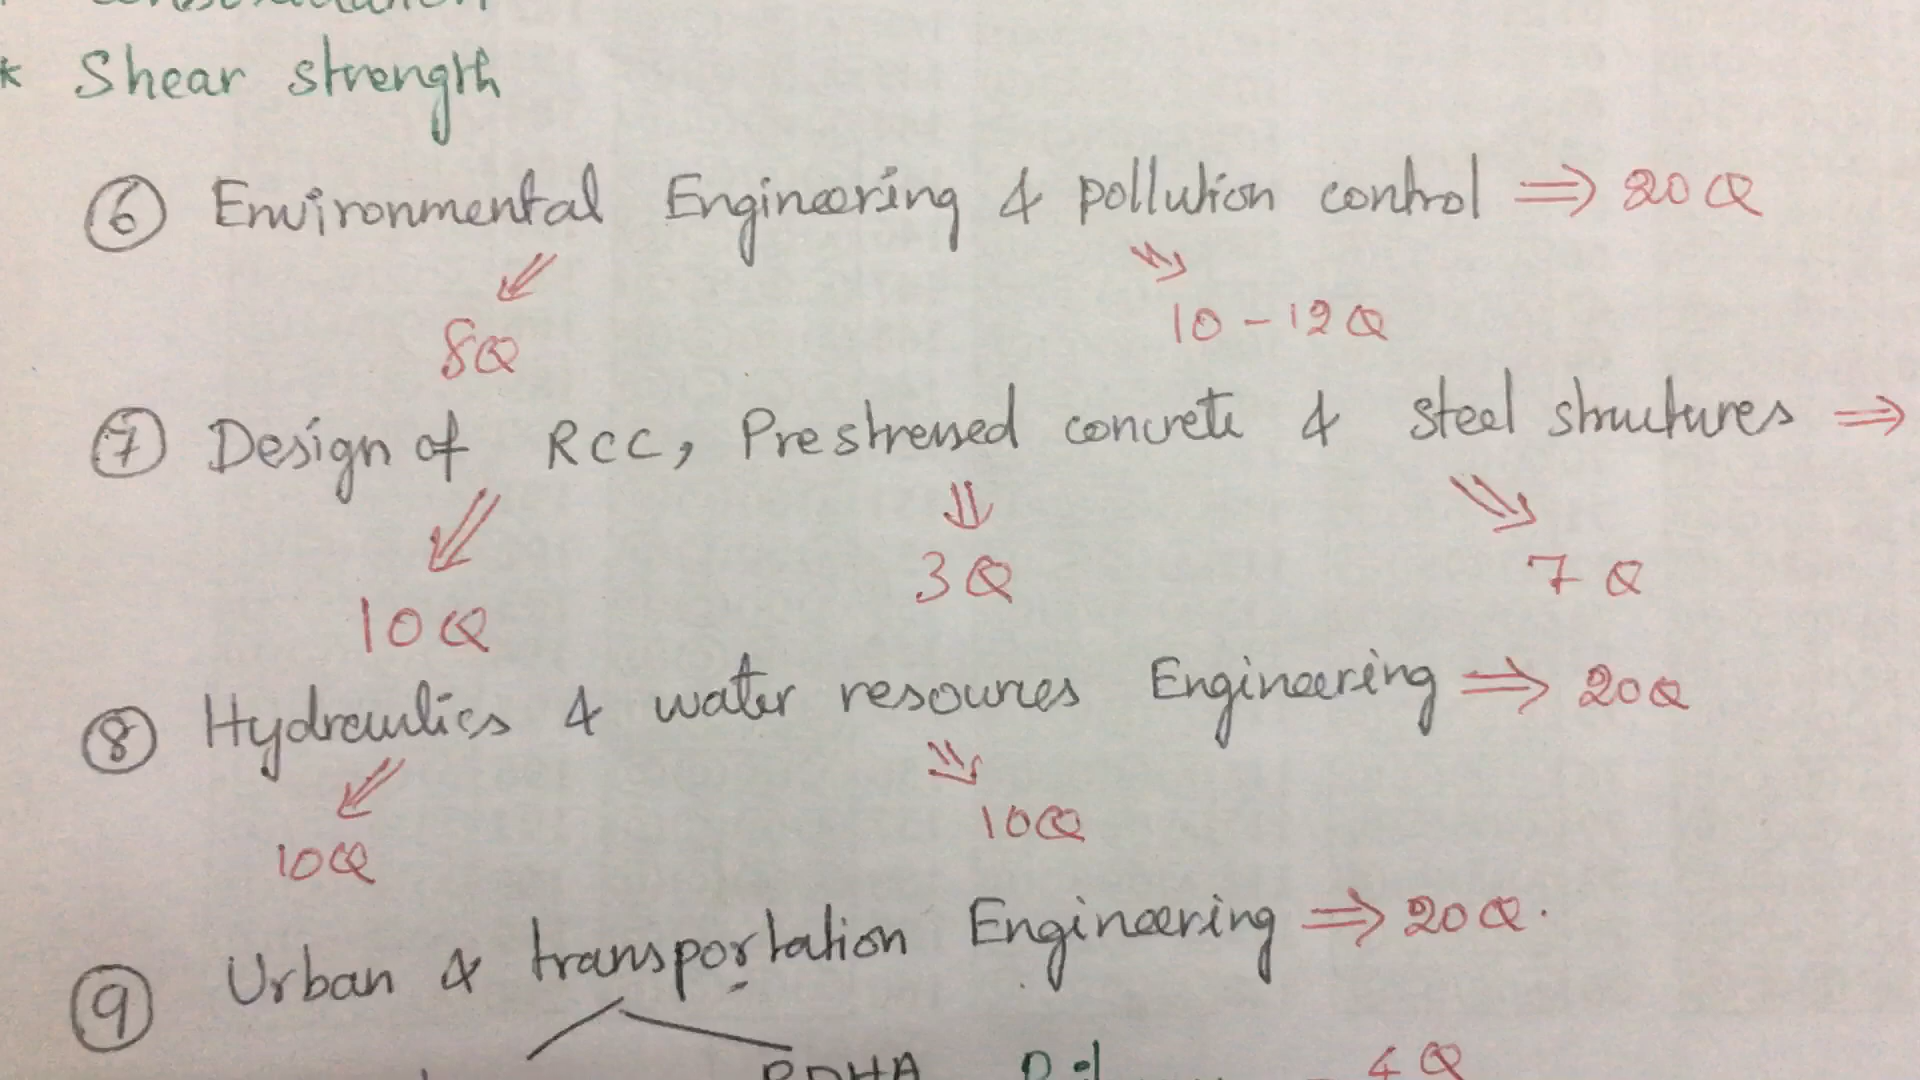 * Shear strength
⑥ Environmental Engineering & pollution control ⇒ 20Q
8Q 10-12Q
⑦ Design of RCC, Prestressed concrete & steel structures ⇒
10Q 3Q 7Q
⑧ Hydraulics & water resources Engineering ⇒ 20Q
10Q 10Q
⑨ Urban & transportation Engineering ⇒ 20Q.
4Q